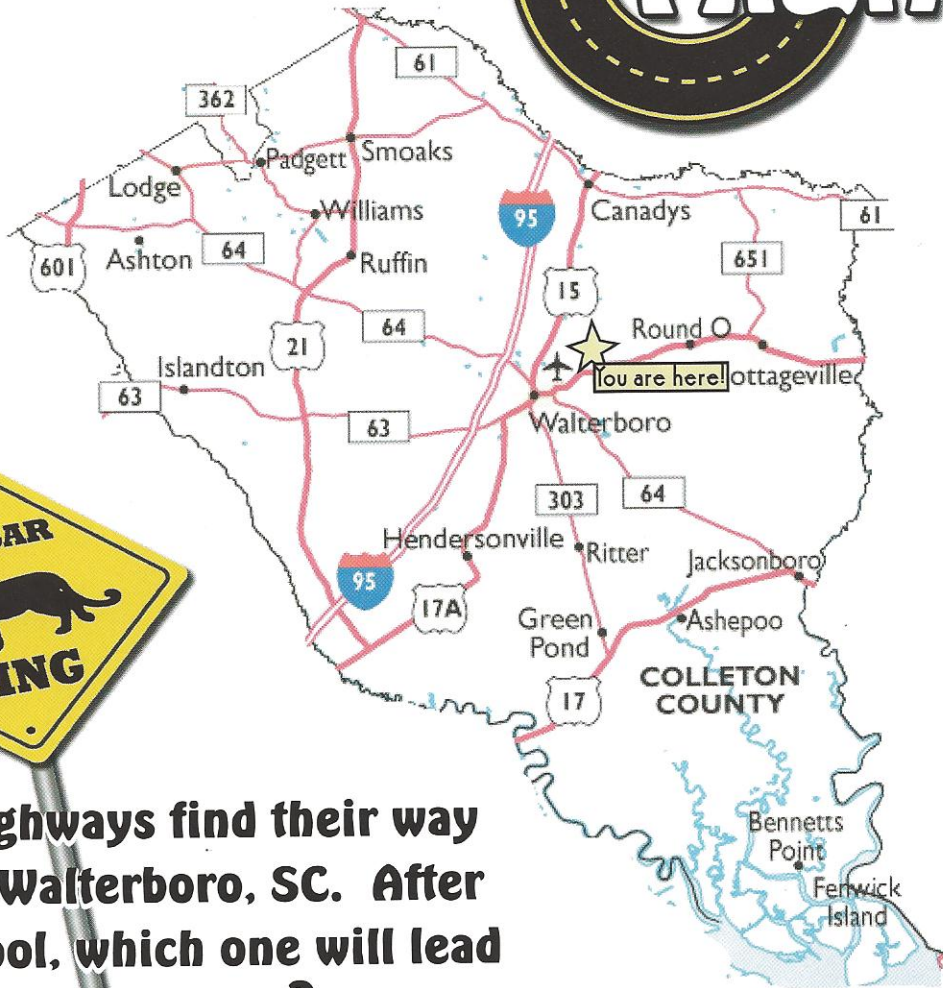 61
362
Padgett
Smoaks
Lodge
95
Canadys
Williams
61
601
Ashton
64
Ruffin
651
15
64
Round O
21
Islandton
You are here!
ottageville
63
63
Walterboro
303
64
Hendersonville
Ritter
Jacksonboro
95
17A
Green
Pond
Ashepoo
COLLETON
COUNTY
17
Bennetts
Point
Fenwick
Island
AR
ING
ghways find their way
Walterboro, SC. After
ool, which one will lead